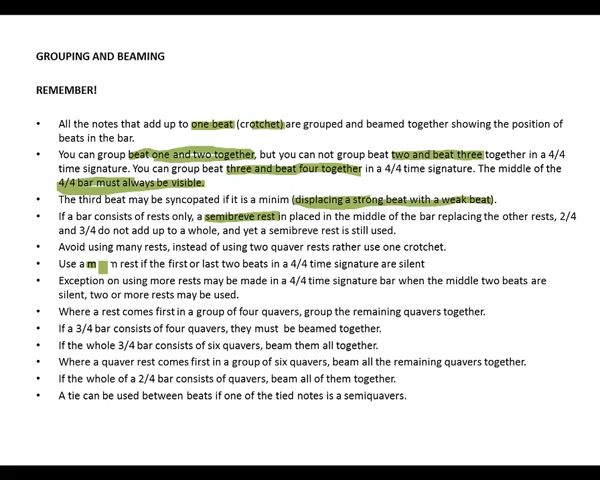 GROUPING AND BEAMING
REMEMBER!
• All the notes that add up to one beat (crotchet) are grouped and beamed together showing the position of
beats in the bar.
• You can group beat one and two together, but you can not group beat two and beat three together in a 4/4
time signature. You can group beat three and beat four together in a 4/4 time signature. The middle of the
4/4 bar must always be visible.
• The third beat may be syncopated if it is a minim (displacing a strong beat with a weak beat).
• If a bar consists of rests only, a semibreve rest in placed in the middle of the bar replacing the other rests, 2/4
and 3/4 do not add up to a whole, and yet a semibreve rest is still used.
• Avoid using many rests, instead of using two quaver rests rather use one crotchet.
• Use a rest if the first or last two beats in a 4/4 time signature are silent
• Exception on using more rests may be made in a 4/4 time signature bar when the middle two beats are
silent, two or more rests may be used.
• Where a rest comes first in a group of four quavers, group the remaining quavers together.
• If a 3/4 bar consists of four quavers, they must be beamed together.
• If the whole 3/4 bar consists of six quavers, beam them all together.
• Where a quaver rest comes first in a group of six quavers, beam all the remaining quavers together.
• If the whole of a 2/4 bar consists of quavers, beam all of them together.
• A tie can be used between beats if one of the tied notes is a semiquavers.